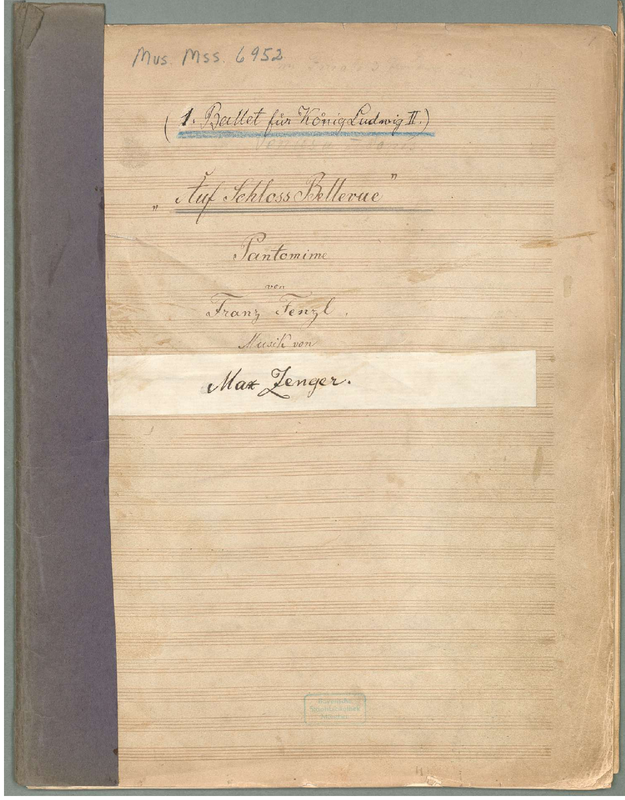 Mus. Mss. 6952
(1. Ballet für König Ludwig II.)
„Auf Schloss Bellevue"
Pantomime
von
Franz Fenzl.
Musik von
Max Zenger.